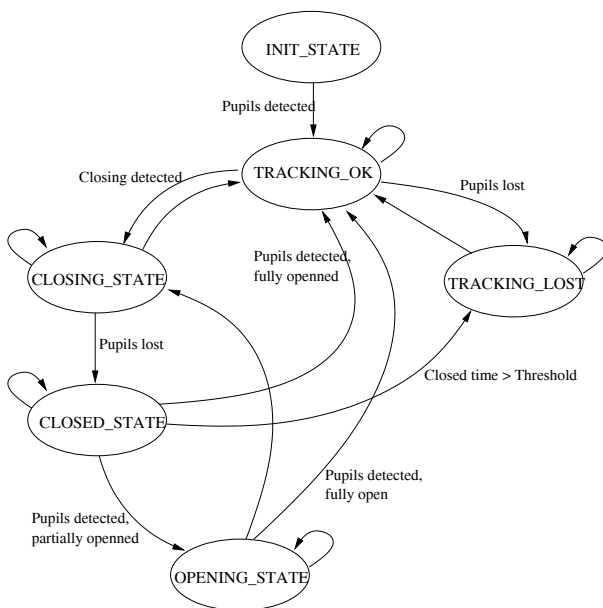 INIT_STATE
Pupils detected
TRACKING_OK
Closing detected
Pupils lost
Pupils detected,
fully openned
CLOSING_STATE
TRACKING_LOST
Pupils lost
Closed time > Threshold
CLOSED_STATE
Pupils detected,
fully open
Pupils detected,
partially openned
OPENING_STATE